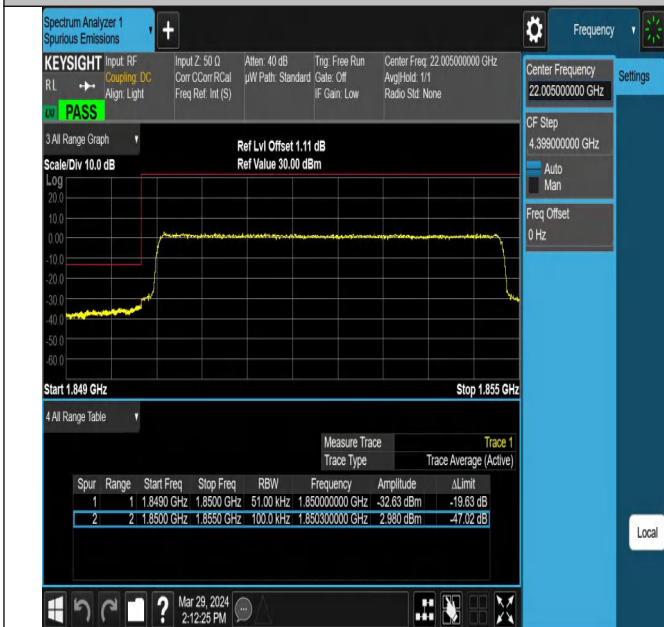 Spectrum Analyzer 1
Spurious Emissions
Frequency
KEYSIGHT
RL
Input: RF
Coupling: DC
Align: Light
Input Z: 50 Ω
Corr CCorr RCal
Freq Ref: Int (S)
Atten: 40 dB
µW Path: Standard
Trig: Free Run
Gate: Off
IF Gain: Low
Center Freq: 22.005000000 GHz
Avg|Hold: 1/1
Radio Std: None
PASS
Center Frequency
22.005000000 GHz
Settings
CF Step
4.399000000 GHz
Auto
Man
Freq Offset
0 Hz
3 All Range Graph
Scale/Div 10.0 dB
Ref Lvl Offset 1.11 dB
Ref Value 30.00 dBm
Log
20.0
10.0
0.00
-10.0
-20.0
-30.0
-40.0
-50.0
-60.0
Start 1.849 GHz
Stop 1.855 GHz
4 All Range Table
Measure Trace Trace 1
Trace Type Trace Average (Active)
Spur Range Start Freq Stop Freq RBW Frequency Amplitude ΔLimit
1 1 1.8490 GHz 1.8500 GHz 51.00 kHz 1.850000000 GHz -32.63 dBm -19.63 dB
2 2 1.8500 GHz 1.8550 GHz 100.0 kHz 1.850300000 GHz 2.980 dBm -47.02 dB
Local
?
Mar 29, 2024
2:12:25 PM